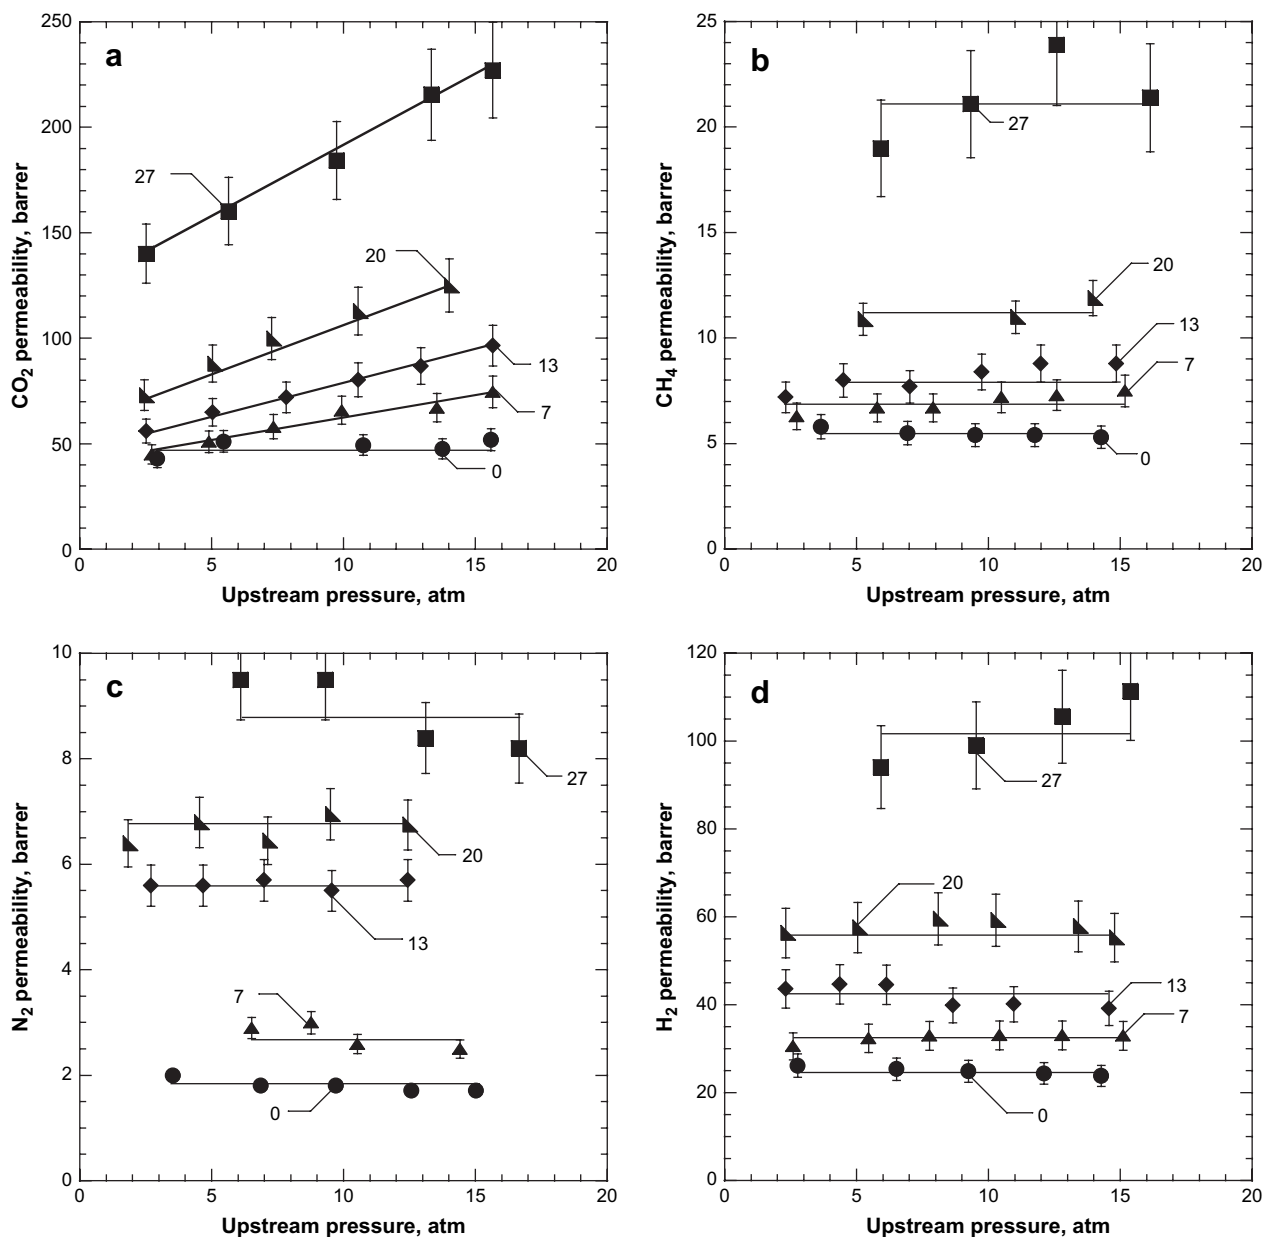 a
CO2 permeability, barrer
250
200
150
100
50
0
27
20
13
7
0
0 5 10 15 20
Upstream pressure, atm
b
CH4 permeability, barrer
25
20
15
10
5
0
27
20
13
7
0
0 5 10 15 20
Upstream pressure, atm
c
N2 permeability, barrer
10
8
6
4
2
0
27
20
13
7
0
0 5 10 15 20
Upstream pressure, atm
d
H2 permeability, barrer
120
100
80
60
40
20
0
27
20
13
7
0
0 5 10 15 20
Upstream pressure, atm